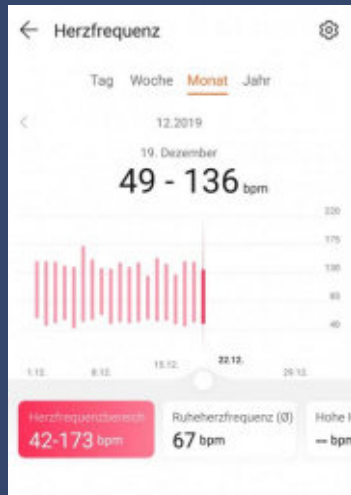 Herzfrequenz
Tag Woche Monat Jahr
12.2019
19. Dezember
49 - 136 bpm
220
175
130
85
40
1.12. 8.12. 15.12. 22.12. 29.12.
Herzfrequenzbereich
42-173 bpm
Ruheherzfrequenz (Ø)
67 bpm
Hohe
-- bpm